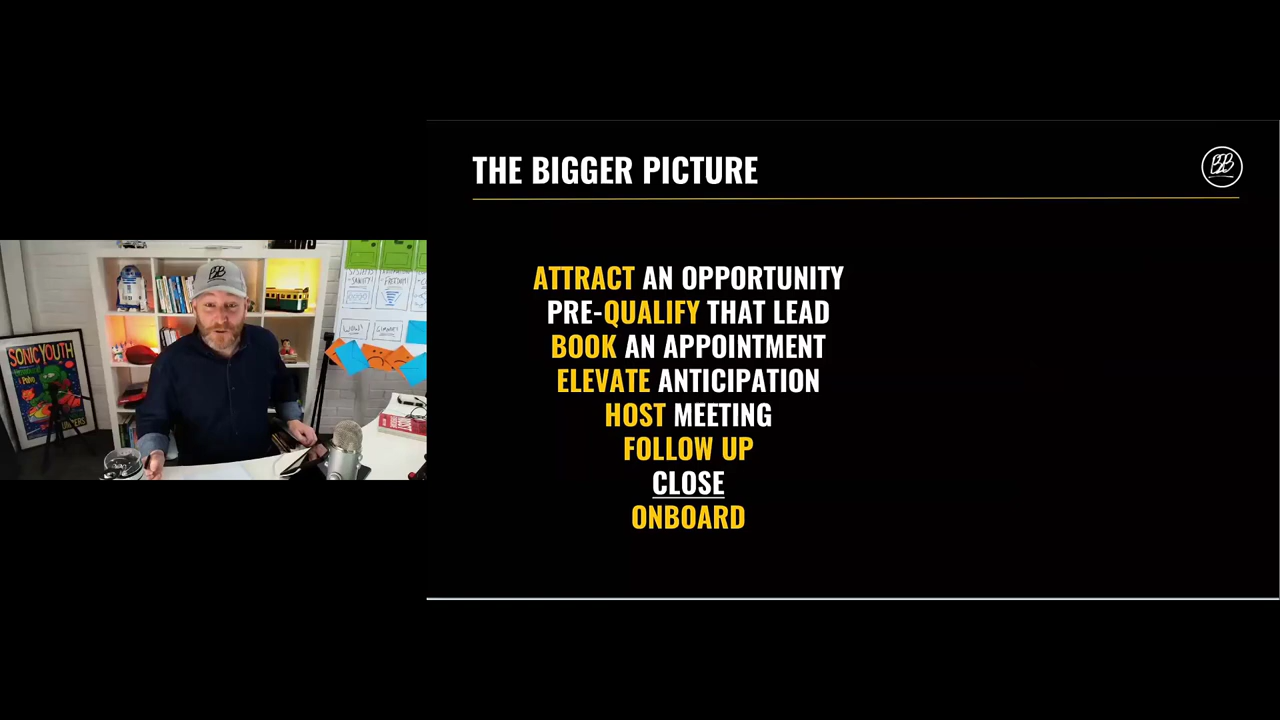 THE BIGGER PICTURE
ATTRACT AN OPPORTUNITY
PRE-QUALIFY THAT LEAD
BOOK AN APPOINTMENT
ELEVATE ANTICIPATION
HOST MEETING
FOLLOW UP
CLOSE
ONBOARD
SONIC YOUTH